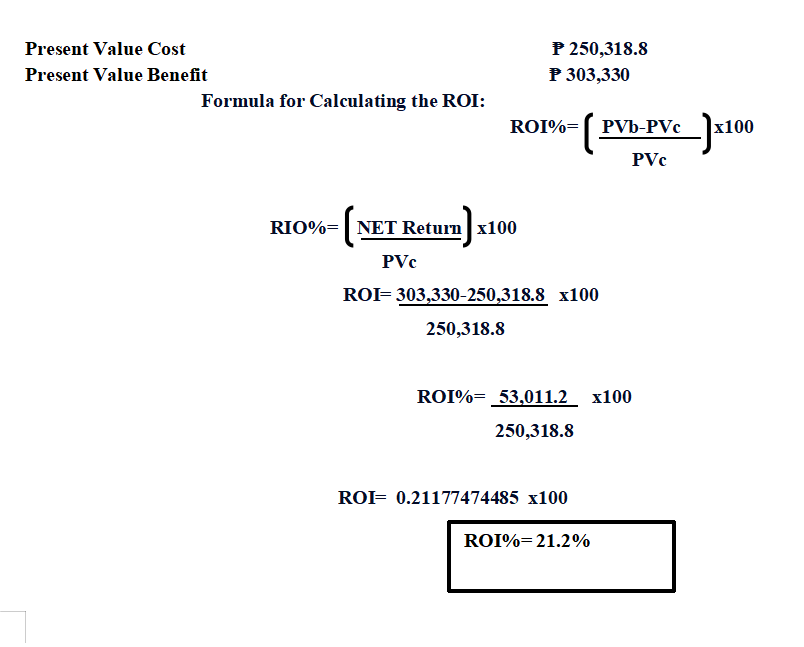 Present Value Cost ₱ 250,318.8
Present Value Benefit ₱ 303,330
Formula for Calculating the ROI:
ROI%= ( PVb-PVc ) x100
PVc
RIO%= ( NET Return ) x100
PVc
ROI= 303,330-250,318.8 x100
250,318.8
ROI%= 53,011.2 x100
250,318.8
ROI= 0.21177474485 x100
ROI%= 21.2%